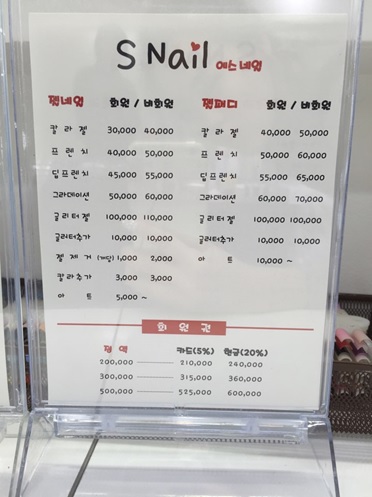 S Nail 에스네일
젤네일 회원 / 비회원
칼라젤 30,000 40,000
프렌치 40,000 50,000
딥프렌치 45,000 55,000
그라데이션 50,000 60,000
글리터젤 100,000 110,000
글리터추가 10,000 10,000
젤제거 (개당) 1,000 2,000
칼라추가 3,000 3,000
아트 5,000 ~
젤페디 회원 / 비회원
칼라젤 40,000 50,000
프렌치 50,000 60,000
딥프렌치 55,000 65,000
그라데이션 60,000 70,000
글리터젤 100,000 100,000
글리터추가 10,000 10,000
아트 10,000 ~
회원권
정액 카드(5%) 현금(20%)
200,000 210,000 240,000
300,000 315,000 360,000
500,000 525,000 600,000